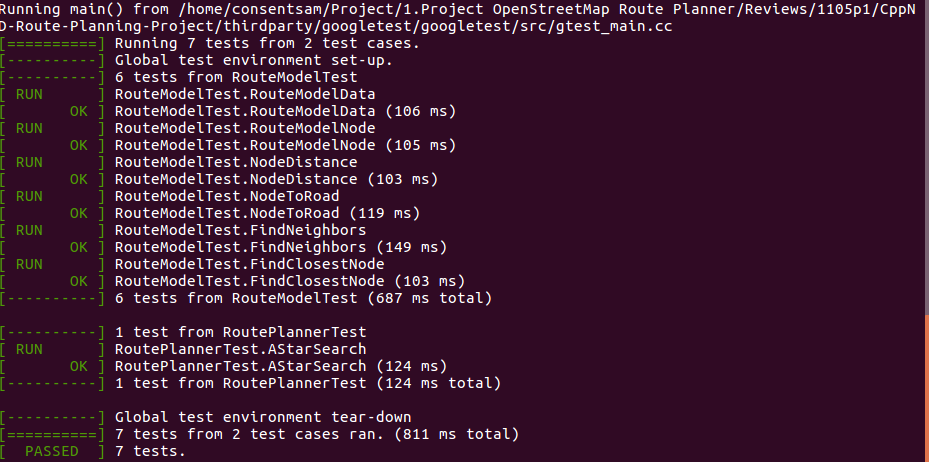 Running main() from /home/consentsam/Project/1.Project OpenStreetMap Route Planner/Reviews/1105p1/CppN
D-Route-Planning-Project/thirdparty/googletest/googletest/src/gtest_main.cc
[==========] Running 7 tests from 2 test cases.
[----------] Global test environment set-up.
[----------] 6 tests from RouteModelTest
[ RUN      ] RouteModelTest.RouteModelData
[       OK ] RouteModelTest.RouteModelData (106 ms)
[ RUN      ] RouteModelTest.RouteModelNode
[       OK ] RouteModelTest.RouteModelNode (105 ms)
[ RUN      ] RouteModelTest.NodeDistance
[       OK ] RouteModelTest.NodeDistance (103 ms)
[ RUN      ] RouteModelTest.NodeToRoad
[       OK ] RouteModelTest.NodeToRoad (119 ms)
[ RUN      ] RouteModelTest.FindNeighbors
[       OK ] RouteModelTest.FindNeighbors (149 ms)
[ RUN      ] RouteModelTest.FindClosestNode
[       OK ] RouteModelTest.FindClosestNode (103 ms)
[----------] 6 tests from RouteModelTest (687 ms total)
[----------] 1 test from RoutePlannerTest
[ RUN      ] RoutePlannerTest.AStarSearch
[       OK ] RoutePlannerTest.AStarSearch (124 ms)
[----------] 1 test from RoutePlannerTest (124 ms total)
[----------] Global test environment tear-down
[==========] 7 tests from 2 test cases ran. (811 ms total)
[  PASSED  ] 7 tests.